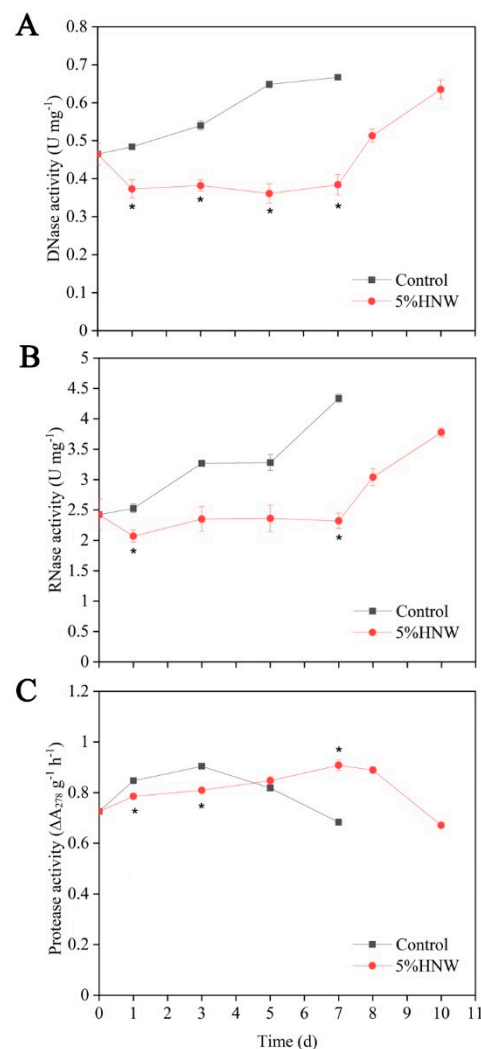 A
0.8
0.7
0.6
0.5
0.4
0.3
0.2
0.1
0
DNase activity (U mg⁻¹)
*
*
*
*
Control
5%HNW
B
5
4.5
4
3.5
3
2.5
2
1.5
1
0.5
0
RNase activity (U mg⁻¹)
*
*
Control
5%HNW
C
1.2
1
0.8
0.6
0.4
0.2
0
Protease activity (ΔA₂₇₈ g⁻¹ h⁻¹)
*
*
*
Control
5%HNW
0 1 3 5 7 8 10 11
Time (d)